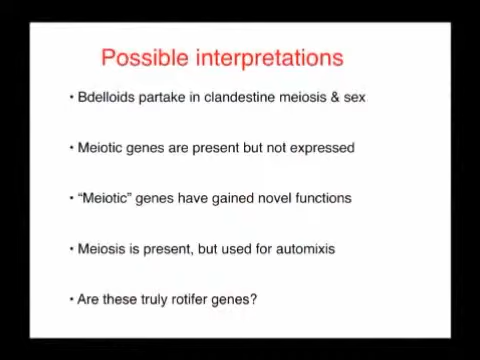 Possible interpretations
• Bdelloids partake in clandestine meiosis & sex
• Meiotic genes are present but not expressed
• “Meiotic” genes have gained novel functions
• Meiosis is present, but used for automixis
• Are these truly rotifer genes?